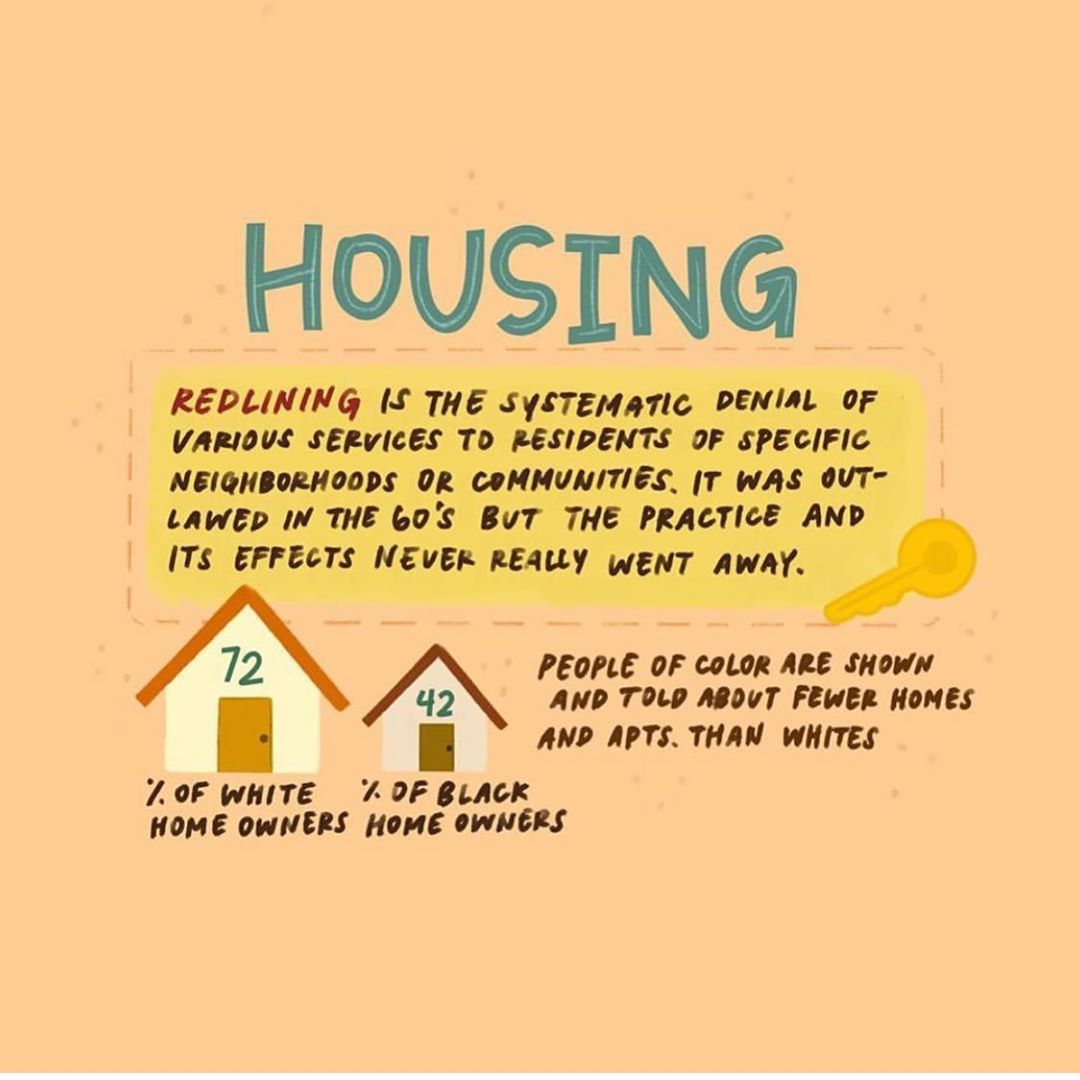 HOUSING
REDLINING IS THE SYSTEMATIC DENIAL OF
VARIOUS SERVICES TO RESIDENTS OF SPECIFIC
NEIGHBORHOODS OR COMMUNITIES. IT WAS OUT-
LAWED IN THE 60'S BUT THE PRACTICE AND
ITS EFFECTS NEVER REALLY WENT AWAY.
72
% OF WHITE
HOME OWNERS
42
% OF BLACK
HOME OWNERS
PEOPLE OF COLOR ARE SHOWN
AND TOLD ABOUT FEWER HOMES
AND APTS. THAN WHITES